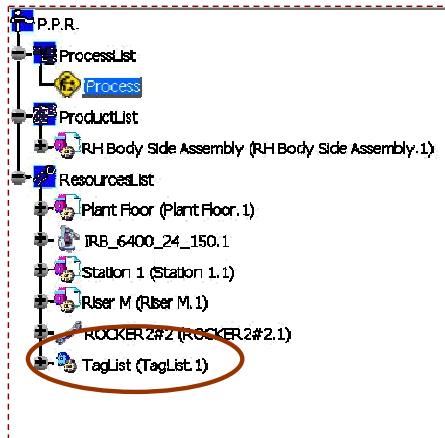 P.P.R.
ProcessList
Process
ProductList
RH Body Side Assembly (RH Body Side Assembly.1)
ResourcesList
Plant Floor (Plant Floor.1)
IRB_6400_24_150.1
Station 1 (Station 1.1)
Riser M (Riser M.1)
ROCKER2#2 (ROCKER2#2.1)
TagList (TagList.1)